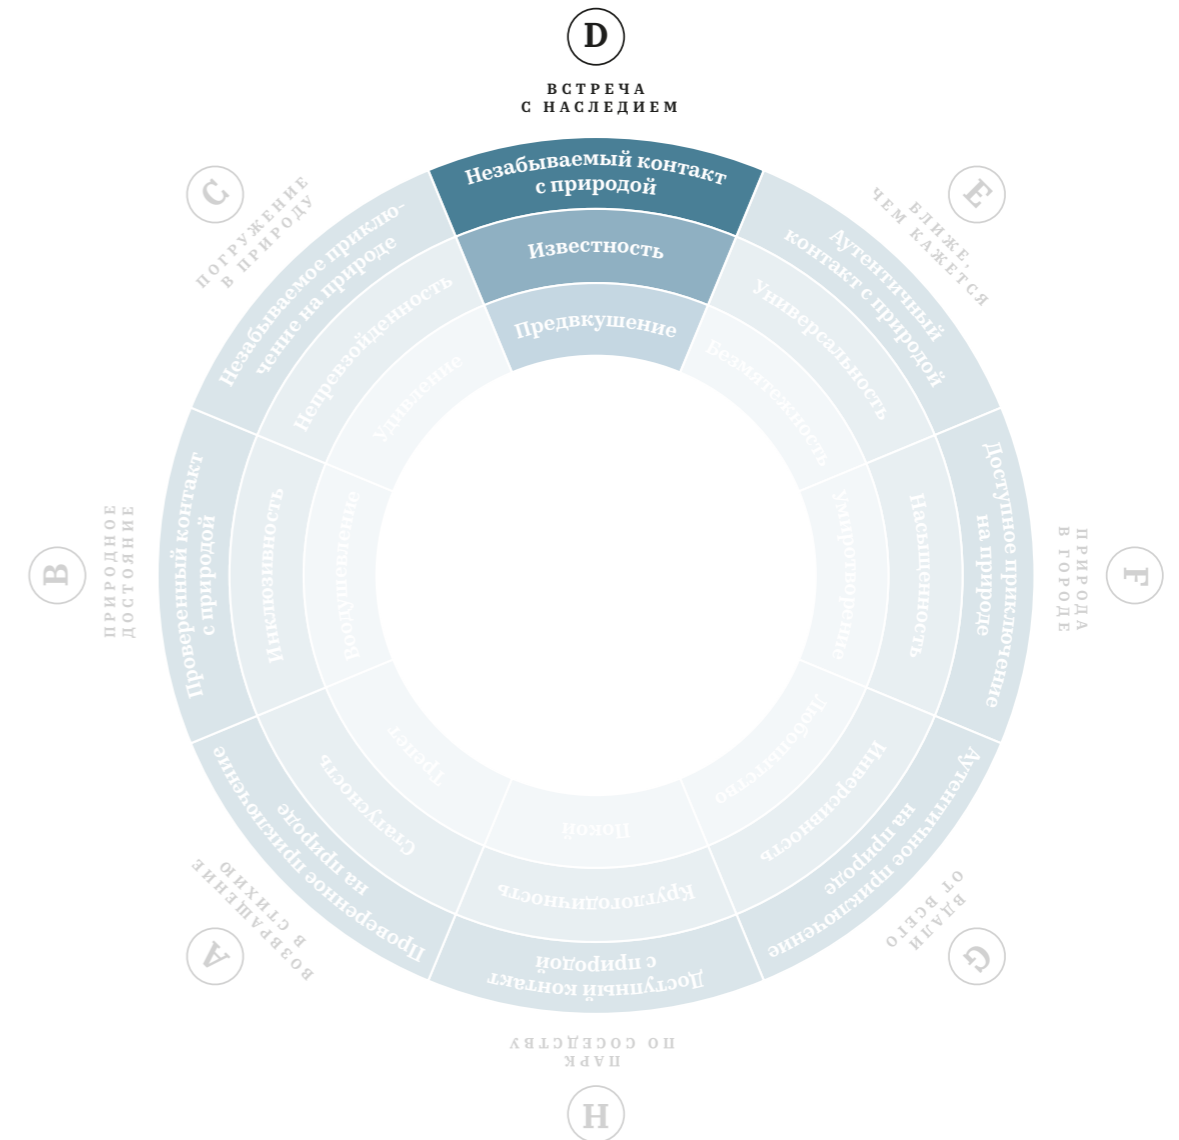 D
ВСТРЕЧА
С НАСЛЕДИЕМ
Незабываемый контакт
с природой
Известность
Предвкушение
E
БЛИЖЕ,
ЧЕМ КАЖЕТСЯ
Аутентичный
контакт с природой
Универсальность
Безмятежность
F
ПРИРОДА
В ГОРОДЕ
Доступное приключение
на природе
Насыщенность
Умиротворение
G
ВДАЛИ
ОТ ВСЕГО
Аутентичное приключение
на природе
Инверсивность
Любопытство
H
ПАРК
ПО СОСЕДСТВУ
Доступный контакт
с природой
Круглогодичность
Покой
A
ВОЗВРАЩЕНИЕ
В СТИХИЮ
Проверенное приключение
на природе
Статусность
Трепет
B
ПРИРОДНОЕ
ДОСТОЯНИЕ
Проверенный контакт
с природой
Инклюзивность
Воодушевление
C
ПОГРУЖЕНИЕ
В ПРИРОДУ
Незабываемое приклю-
чение на природе
Непревзойденность
Удивление